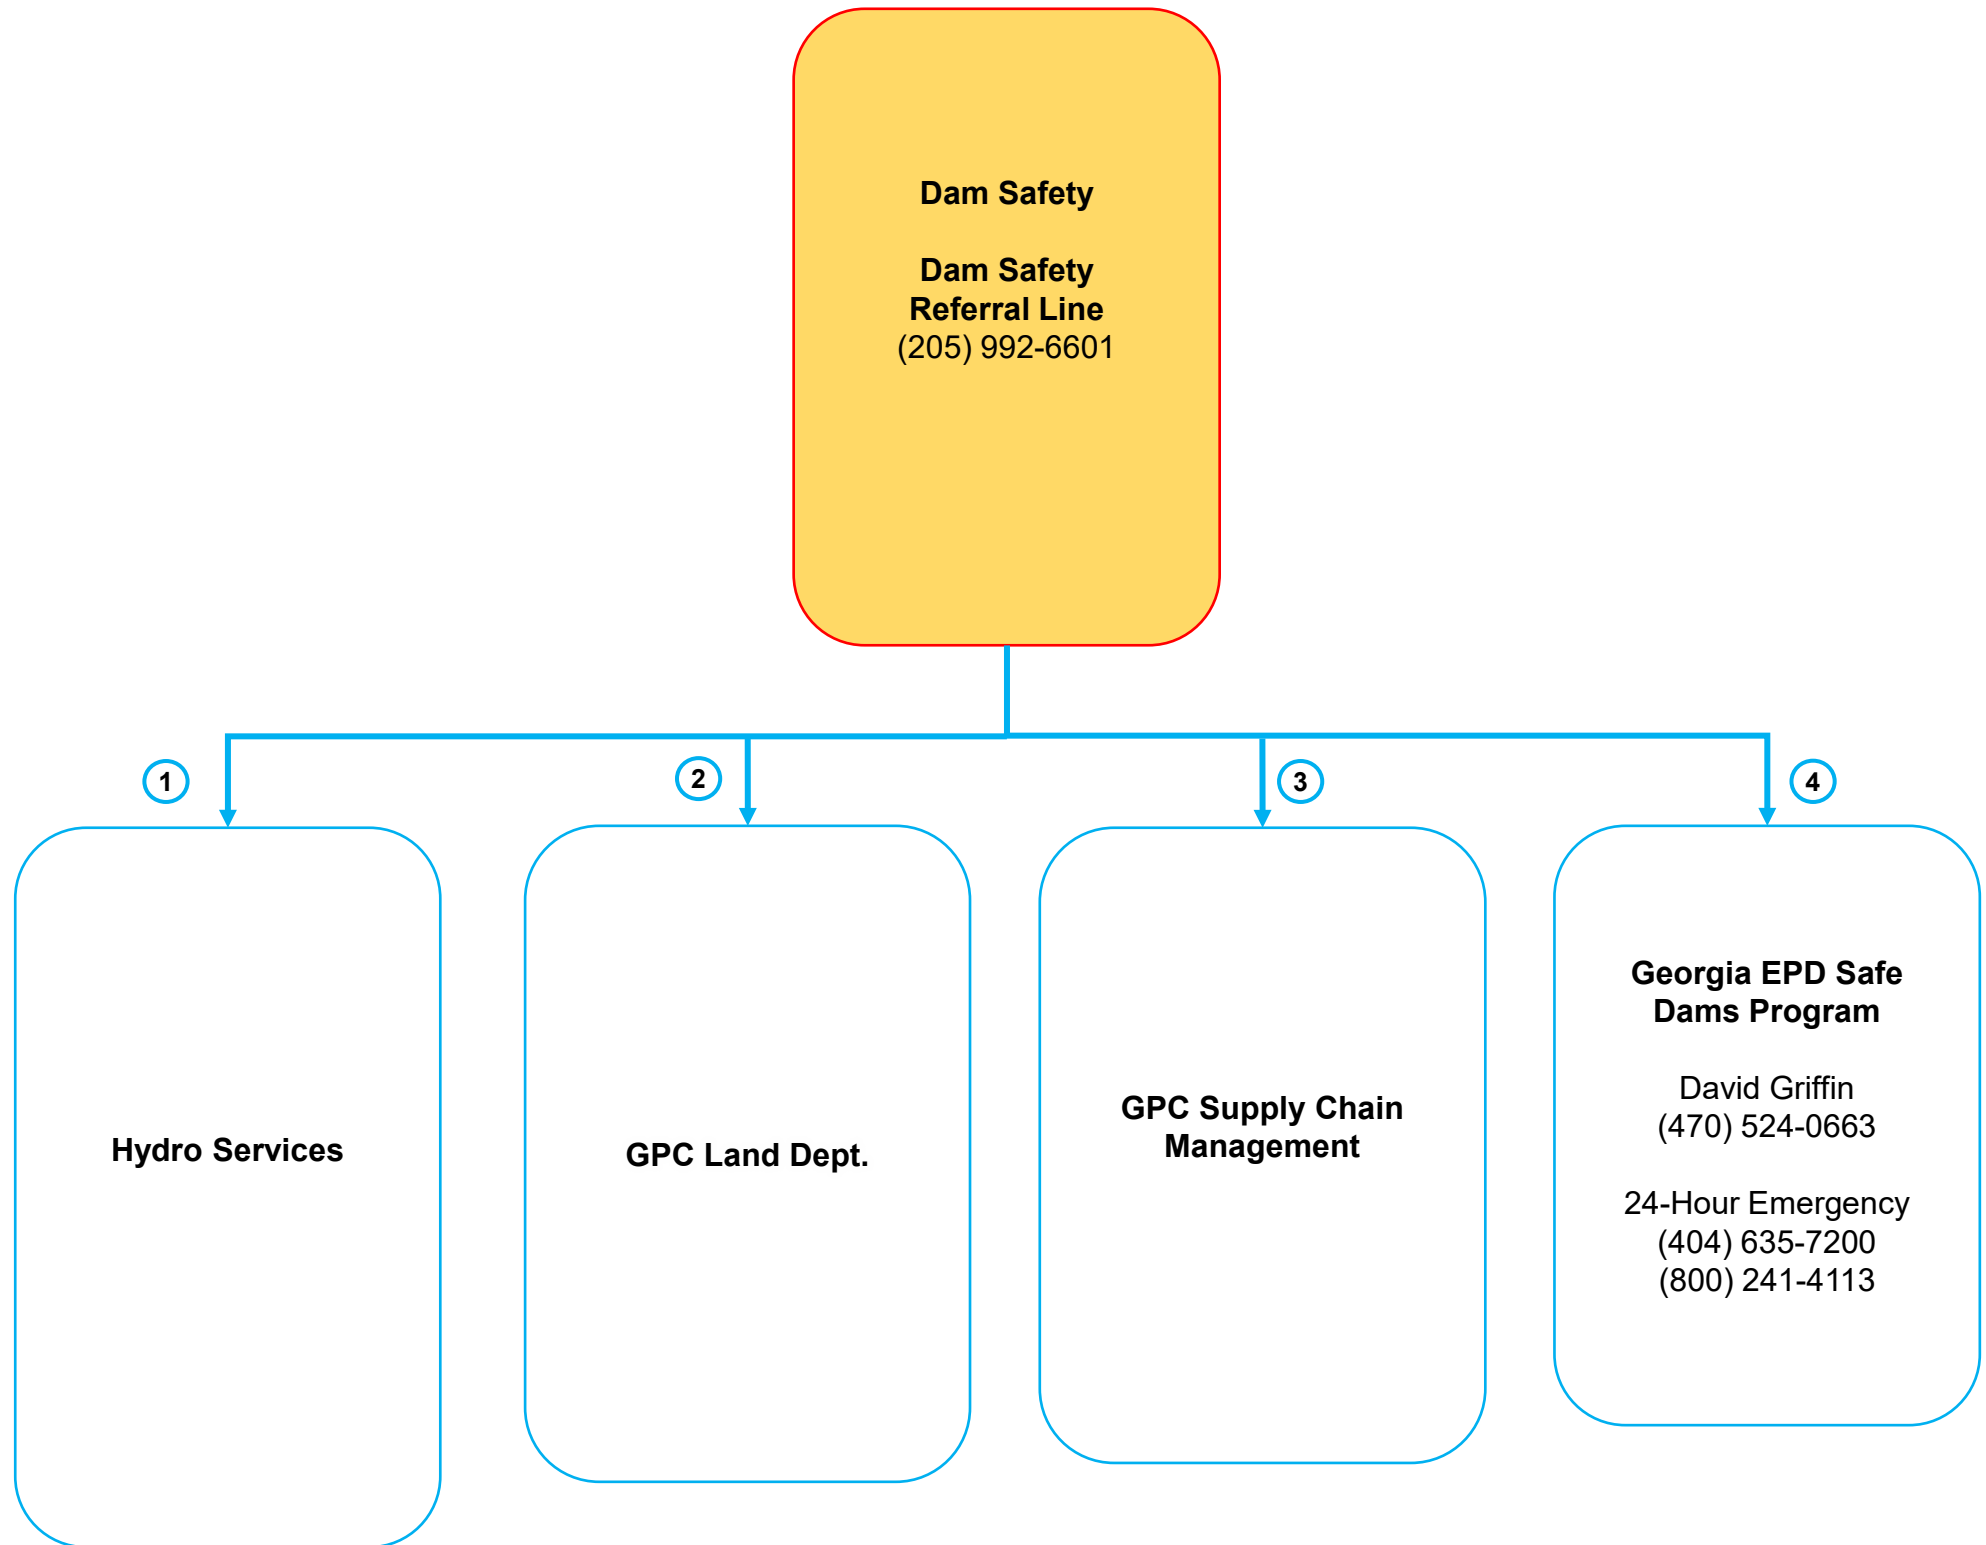 Dam Safety
Dam Safety
Referral Line
(205) 992-6601
1
2
3
4
Hydro Services
GPC Land Dept.
GPC Supply Chain
Management
Georgia EPD Safe
Dams Program
David Griffin
(470) 524-0663
24-Hour Emergency
(404) 635-7200
(800) 241-4113